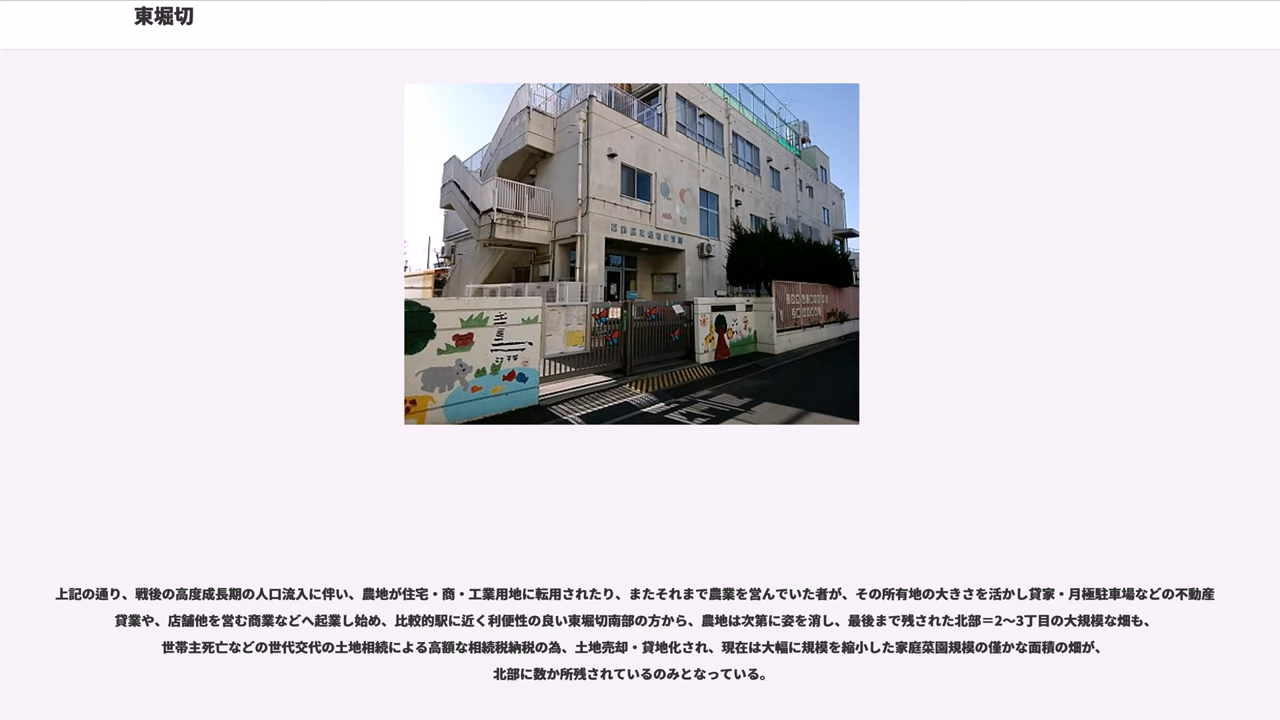 東堀切
上記の通り、戦後の高度成長期の人口流入に伴い、農地が住宅・商・工業用地に転用されたり、またそれまで農業を営んでいた者が、その所有地の大きさを活かし貸家・月極駐車場などの不動産
貸業や、店舗他を営む商業などへ起業し始め、比較的駅に近く利便性の良い東堀切南部の方から、農地は次第に姿を消し、最後まで残された北部＝2〜3丁目の大規模な畑も、
世帯主死亡などの世代交代の土地相続による高額な相続税納税の為、土地売却・貸地化され、現在は大幅に規模を縮小した家庭菜園規模の僅かな面積の畑が、
北部に数か所残されているのみとなっている。